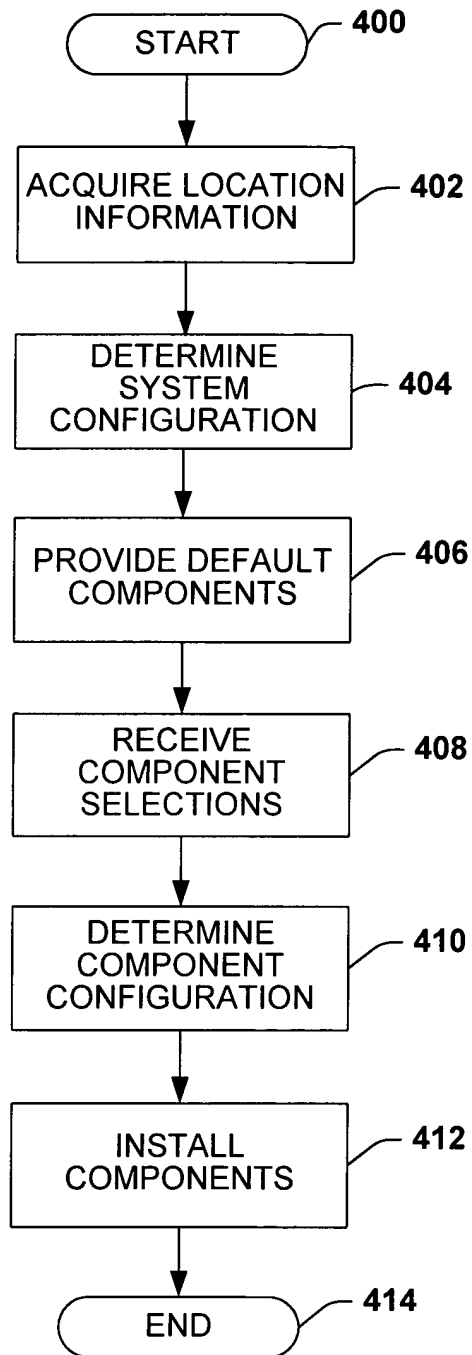 START
400
ACQUIRE LOCATION
INFORMATION
402
DETERMINE
SYSTEM
CONFIGURATION
404
PROVIDE DEFAULT
COMPONENTS
406
RECEIVE
COMPONENT
SELECTIONS
408
DETERMINE
COMPONENT
CONFIGURATION
410
INSTALL
COMPONENTS
412
END
414